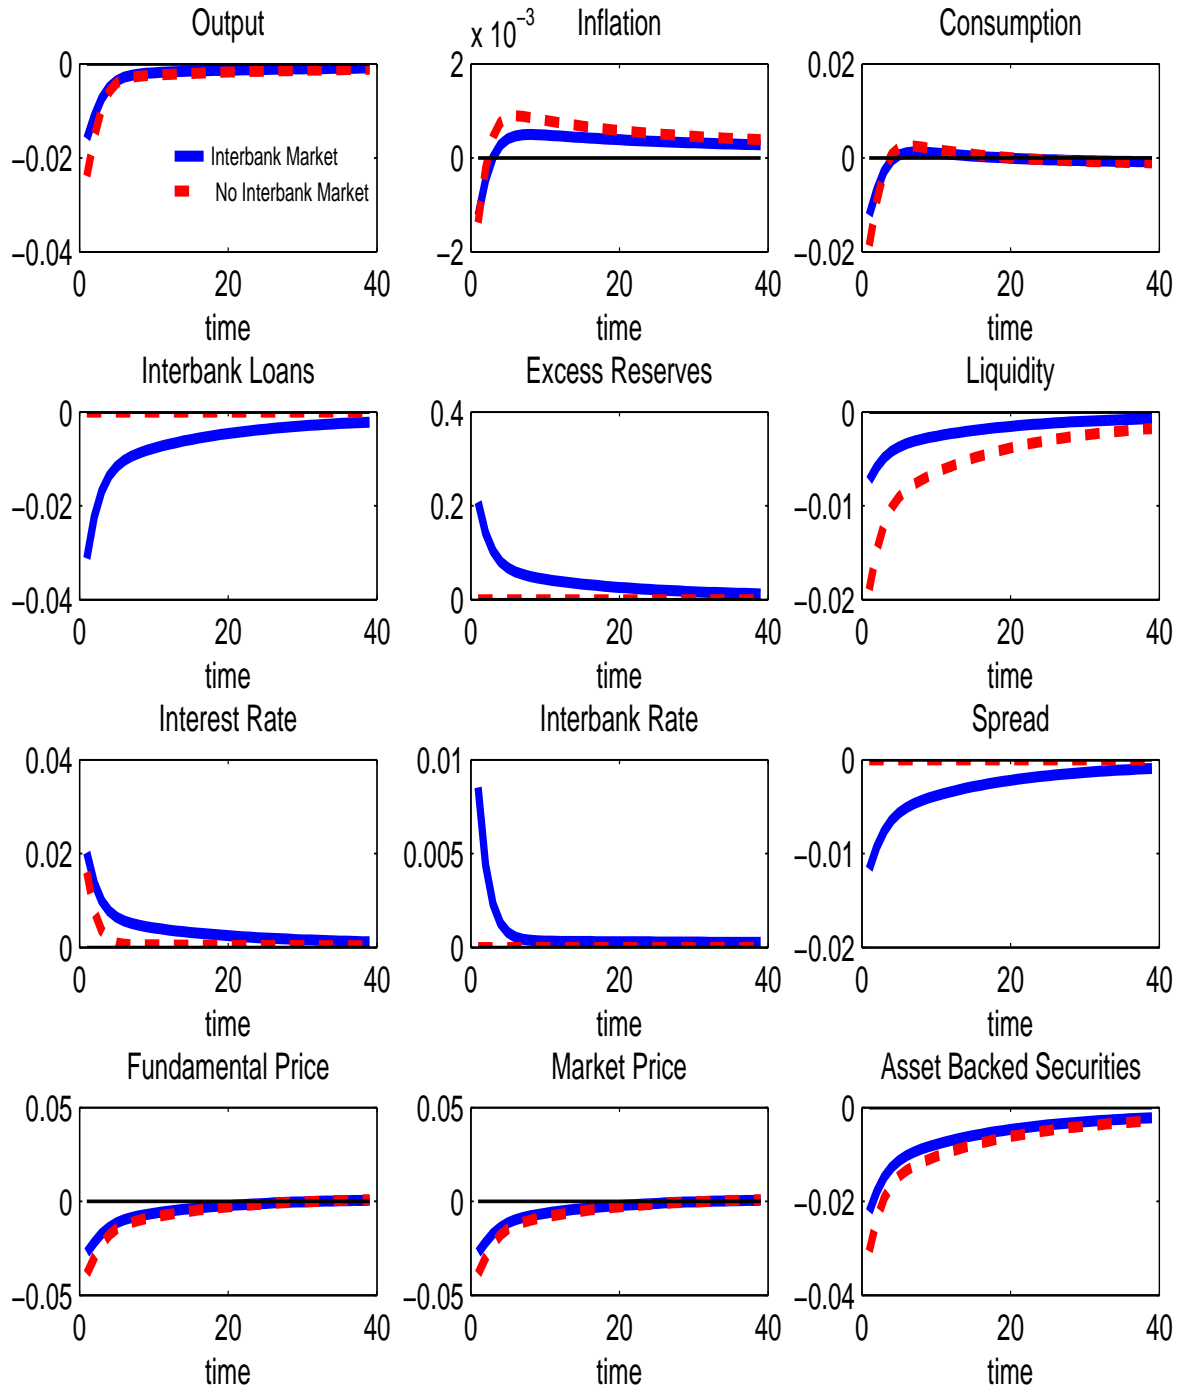 Output
0
−0.02
−0.04
0
20
40
time
Interbank Market
No Interbank Market
Inflation
x 10−3
2
0
−2
0
20
40
time
Consumption
0.02
0
−0.02
0
20
40
time
Interbank Loans
0
−0.02
−0.04
0
20
40
time
Excess Reserves
0.4
0.2
0
0
20
40
time
Liquidity
0
−0.01
−0.02
0
20
40
time
Interest Rate
0.04
0.02
0
0
20
40
time
Interbank Rate
0.01
0.005
0
0
20
40
time
Spread
0
−0.01
−0.02
0
20
40
time
Fundamental Price
0.05
0
−0.05
0
20
40
time
Market Price
0.05
0
−0.05
0
20
40
time
Asset Backed Securities
0
−0.02
−0.04
0
20
40
time